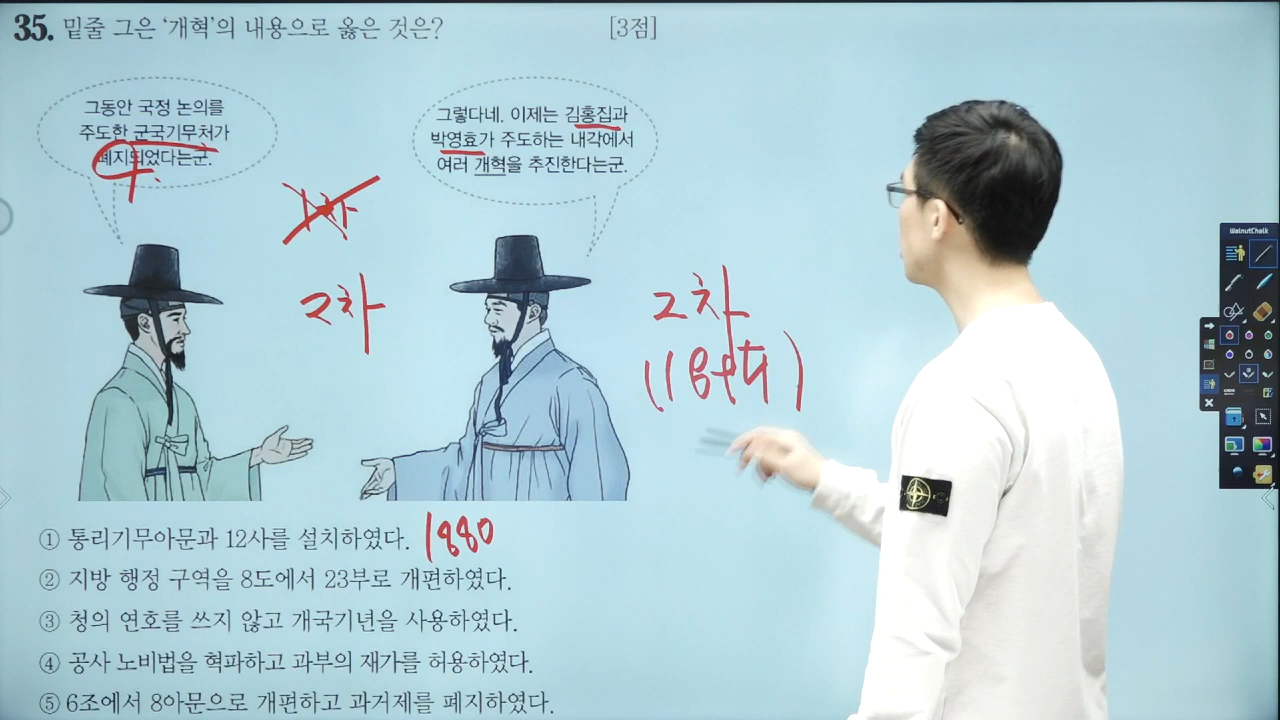 35. 밑줄 그은 '개혁'의 내용으로 옳은 것은? [3점]
그동안 국정 논의를
주도한 군국기무처가
폐지되었다는군.
그렇다네. 이제는 김홍집과
박영효가 주도하는 내각에서
여러 개혁을 추진한다는군.
1차
2차
2차
(1894)
① 통리기무아문과 12사를 설치하였다. 1880
② 지방 행정 구역을 8도에서 23부로 개편하였다.
③ 청의 연호를 쓰지 않고 개국기년을 사용하였다.
④ 공사 노비법을 혁파하고 과부의 재가를 허용하였다.
⑤ 6조에서 8아문으로 개편하고 과거제를 폐지하였다.
WalnutChalk